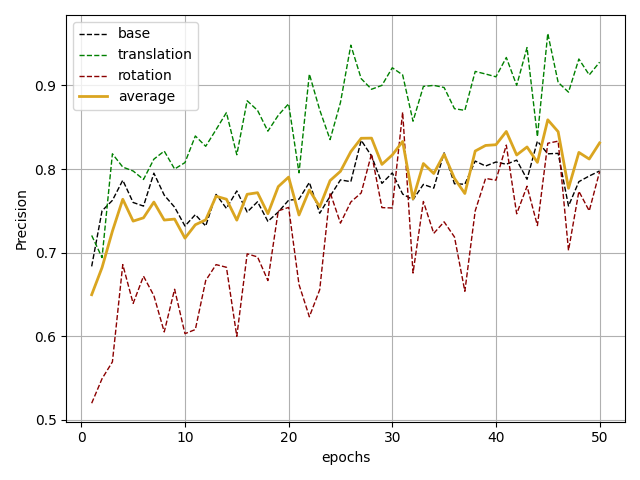 base
translation
rotation
average
0.9
0.8
0.7
0.6
0.5
Precision
0 10 20 30 40 50
epochs